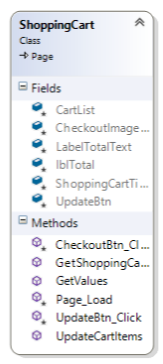 ShoppingCart
Class
Page
Fields
CartList
CheckoutImage...
LabelTotalText
lblTotal
ShoppingCartTi...
UpdateBtn
Methods
CheckoutBtn_Cl...
GetShoppingCa...
GetValues
Page_Load
UpdateBtn_Click
UpdateCartItems